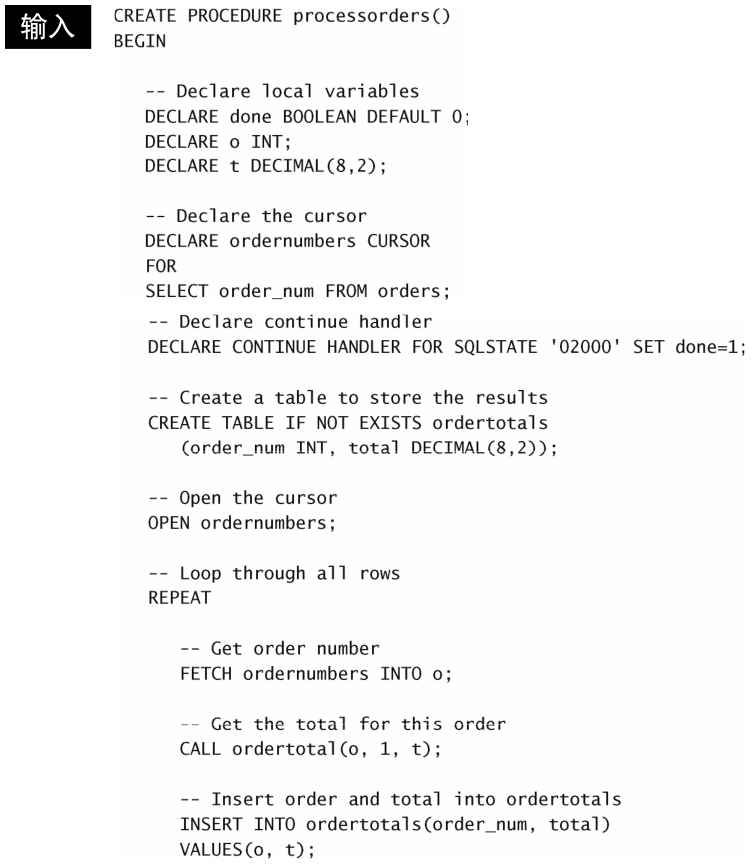 输入
CREATE PROCEDURE processorders()
BEGIN
-- Declare local variables
DECLARE done BOOLEAN DEFAULT 0;
DECLARE o INT;
DECLARE t DECIMAL(8,2);
-- Declare the cursor
DECLARE ordernumbers CURSOR
FOR
SELECT order_num FROM orders;
-- Declare continue handler
DECLARE CONTINUE HANDLER FOR SQLSTATE '02000' SET done=1;
-- Create a table to store the results
CREATE TABLE IF NOT EXISTS ordertotals
(order_num INT, total DECIMAL(8,2));
-- Open the cursor
OPEN ordernumbers;
-- Loop through all rows
REPEAT
-- Get order number
FETCH ordernumbers INTO o;
-- Get the total for this order
CALL ordertotal(o, 1, t);
-- Insert order and total into ordertotals
INSERT INTO ordertotals(order_num, total)
VALUES(o, t);